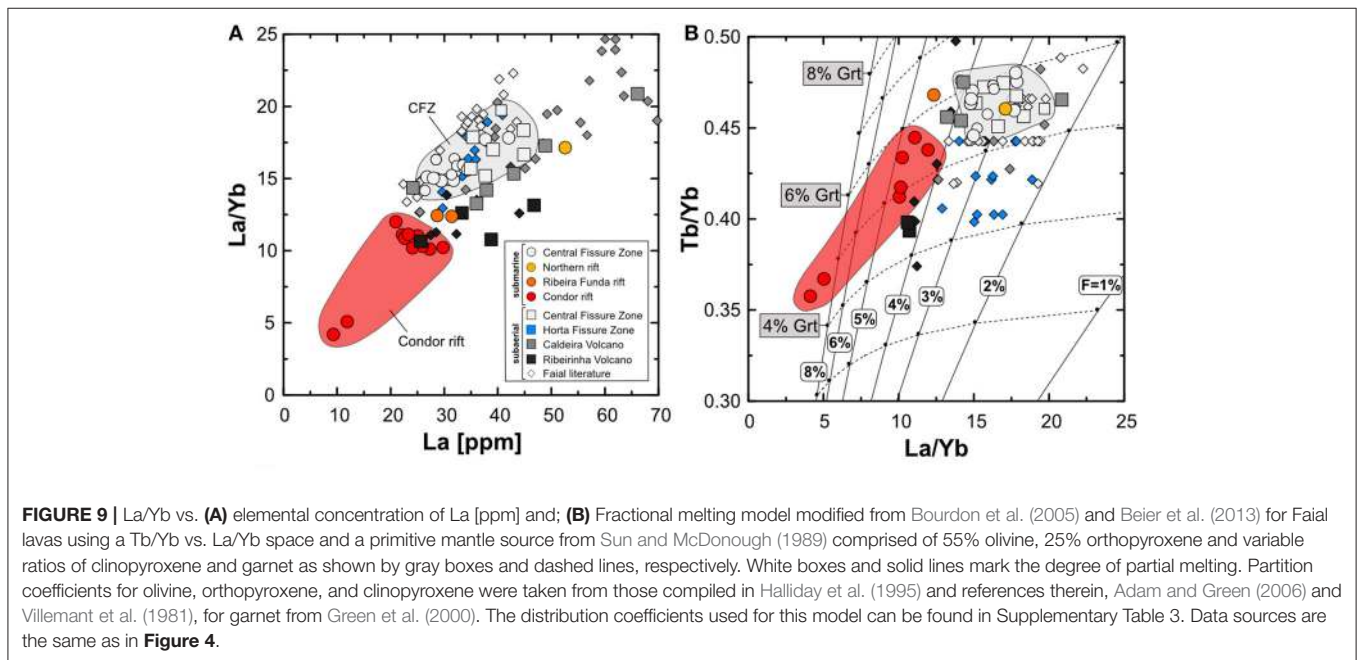 A
25
20
15
10
5
0
La/Yb
CFZ
Condor rift
0
10
20
30
40
50
60
70
La [ppm]
submarine
Central Fissure Zone
Northern rift
Ribeira Funda rift
Condor rift
subaerial
Central Fissure Zone
Horta Fissure Zone
Caldeira Volcano
Ribeirinha Volcano
Faial literature
B
0.50
0.45
0.40
0.35
0.30
Tb/Yb
8% Grt
6% Grt
4% Grt
8%
6%
5%
4%
3%
2%
F=1%
0
5
10
15
20
25
La/Yb
FIGURE 9 | La/Yb vs. (A) elemental concentration of La [ppm] and; (B) Fractional melting model modified from Bourdon et al. (2005) and Beier et al. (2013) for Faial
lavas using a Tb/Yb vs. La/Yb space and a primitive mantle source from Sun and McDonough (1989) comprised of 55% olivine, 25% orthopyroxene and variable
ratios of clinopyroxene and garnet as shown by gray boxes and dashed lines, respectively. White boxes and solid lines mark the degree of partial melting. Partition
coefficients for olivine, orthopyroxene, and clinopyroxene were taken from those compiled in Halliday et al. (1995) and references therein, Adam and Green (2006) and
Villemant et al. (1981), for garnet from Green et al. (2000). The distribution coefficients used for this model can be found in Supplementary Table 3. Data sources are
the same as in Figure 4.